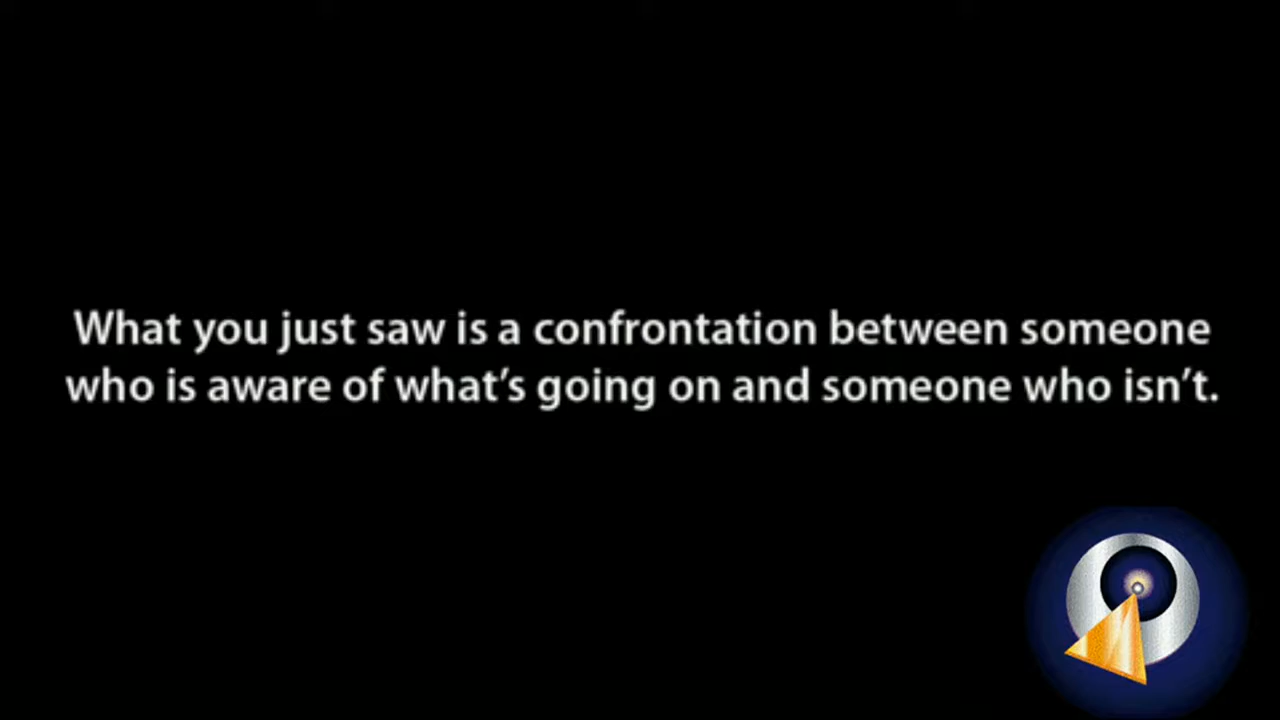 What you just saw is a confrontation between someone
who is aware of what’s going on and someone who isn’t.